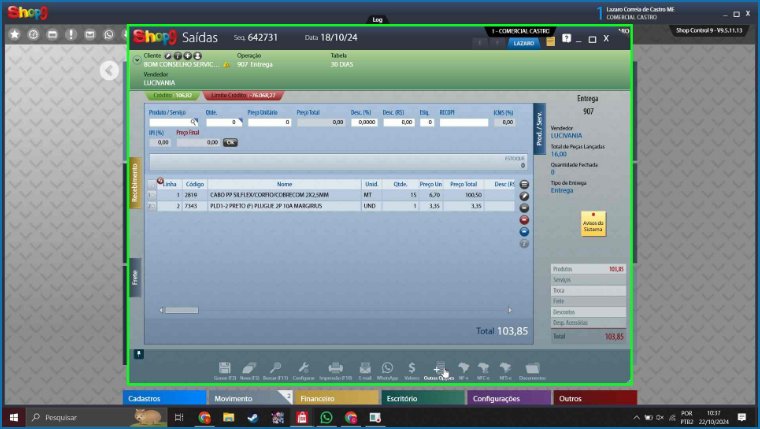 Shop9
Log
1 Lazaro Correia de Castro ME
COMERCIAL CASTRO
Shop Control 9 - V9.5.11.13
Shop9 Saídas Seq. 642731 Data 18/10/24
1 - COMERCIAL CASTRO
LAZARO
Cliente Operação Tabela
BOM CONSELHO SERVIC... 907 Entrega 30 DIAS
Vendedor
LUCIVANIA
Crédito 106,82 Limite Crédito -76.068,27
Produto / Serviço Qtde. Preço Unitário Preço Total Desc. (%) Desc. (R$) Etiq. RECOPI ICMS (%)
0 0 0,00 0,0000 0,00 0 0,00
IPI (%) Preço Final
0,00 0,00 OK
ESTOQUE
0
Prod. / Serv.
Recebimento
Frete
Linha Código Nome Unid. Qtde. Preço Un Preço Total Desc (R$
1 2819 CABO PP SILFLEX/CORFIO/COBRECOM 2X2,5MM MT 15 6,70 100,50
2 7343 PLD1-2 PRETO (F) PLUGUE 2P 10A MARGIRIUS UND 1 3,35 3,35
Total 103,85
Entrega
907
Vendedor
LUCIVANIA
Total de Peças Lançadas
16,00
Quantidade Fechada
0
Tipo de Entrega
Entrega
Avisos do
Sistema
Produtos 103,85
Serviços
Troca
Frete
Descontos
Desp. Acessórias
Total 103,85
Gravar (F3) Novo (F5) Buscar (F11) Configurar Impressão (F10) E-mail WhatsApp Valores Outras Opções NF-e NFC-e NFS-e Documentos
Cadastros Movimento 2 Financeiro Escritório Configurações Outros
Pesquisar
POR 10:37
PTB2 22/10/2024